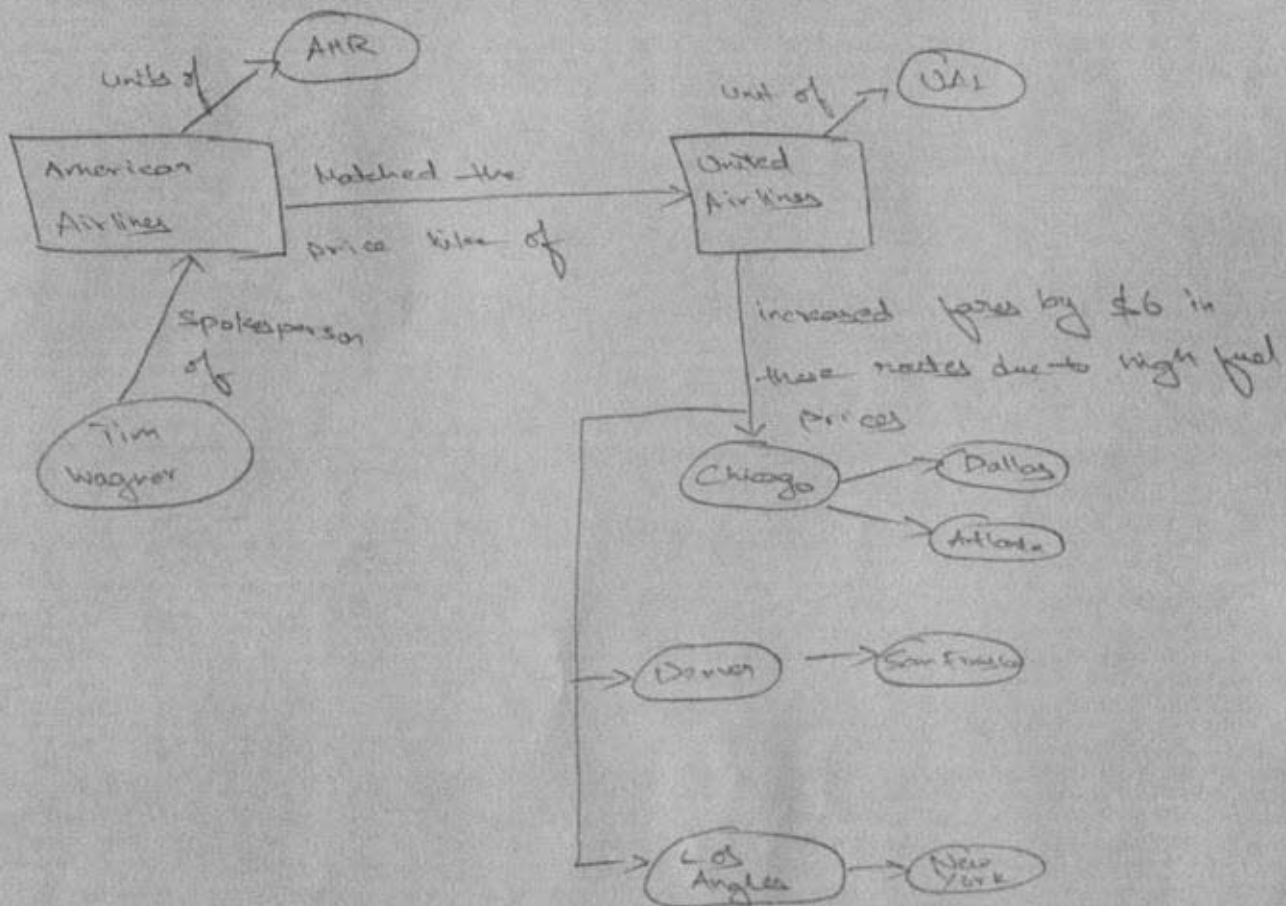 AMR
units of
unit of
UAL
American
Airlines
Matched the
price hike of
United
Airlines
spokesperson
of
Tim
Wagner
increased fares by $6 in
these routes due to high fuel
prices
Chicago
Dallas
Atlanta
Denver
San
Los
Angles
New
York